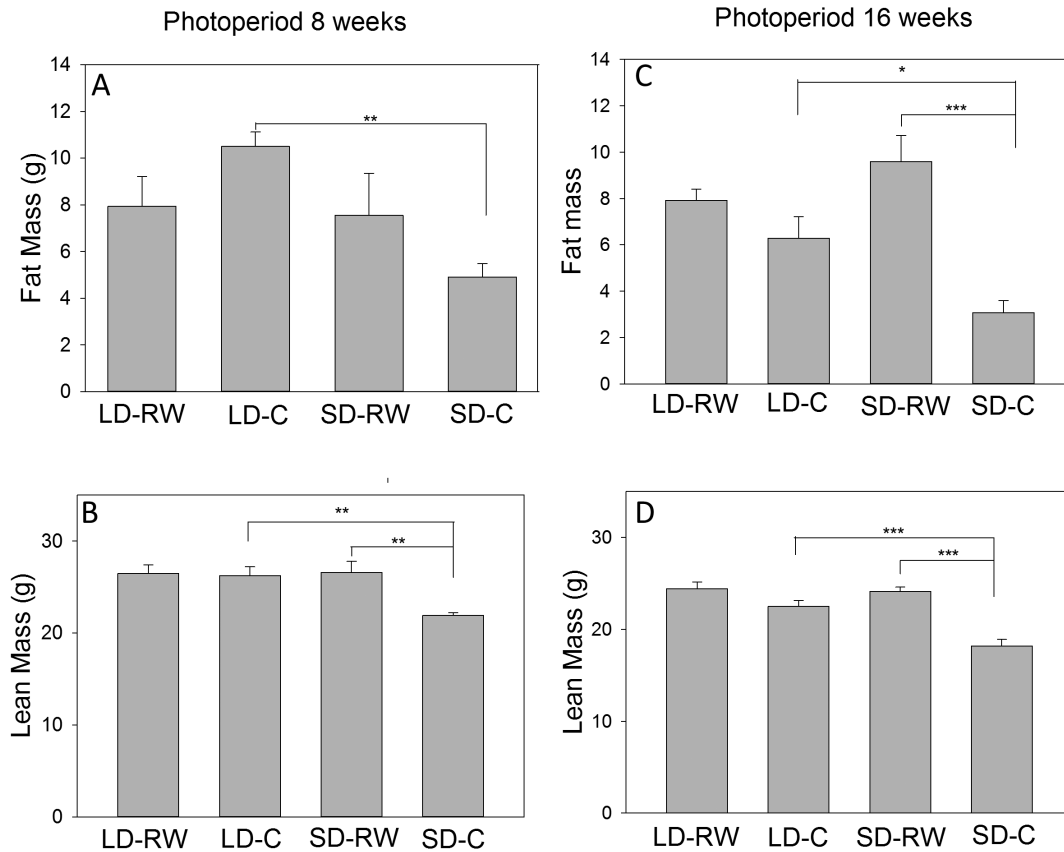 Photoperiod 8 weeks
A
14
12
10
8
6
4
2
0
Fat Mass (g)
**
LD-RW LD-C SD-RW SD-C
Photoperiod 16 weeks
C
14
12
10
8
6
4
2
0
Fat mass
*
***
LD-RW LD-C SD-RW SD-C
B
30
20
10
0
Lean Mass (g)
**
**
LD-RW LD-C SD-RW SD-C
D
30
20
10
0
Lean Mass (g)
***
***
LD-RW LD-C SD-RW SD-C